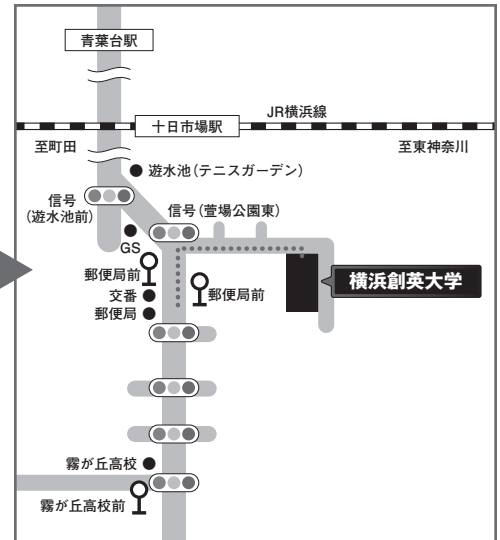 青葉台駅
JR横浜線
十日市場駅
至町田
至東神奈川
遊水池(テニスガーデン)
信号
(遊水池前)
信号(萱場公園東)
GS
郵便局前
交番
郵便局
郵便局前
横浜創英大学
霧が丘高校
霧が丘高校前